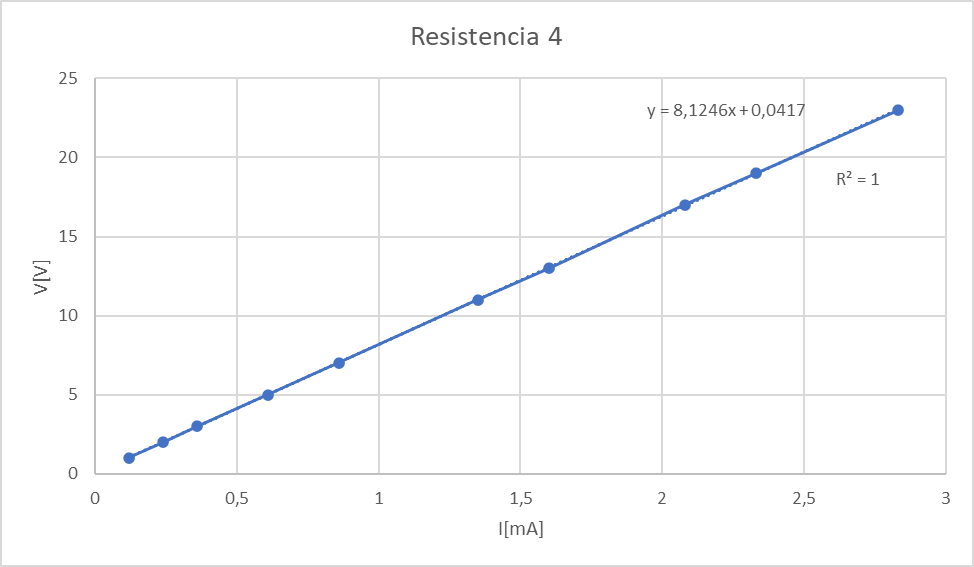 Resistencia 4
25
20
15
10
5
0
V[V]
y = 8,1246x + 0,0417
R² = 1
0
0,5
1
1,5
2
2,5
3
I[mA]